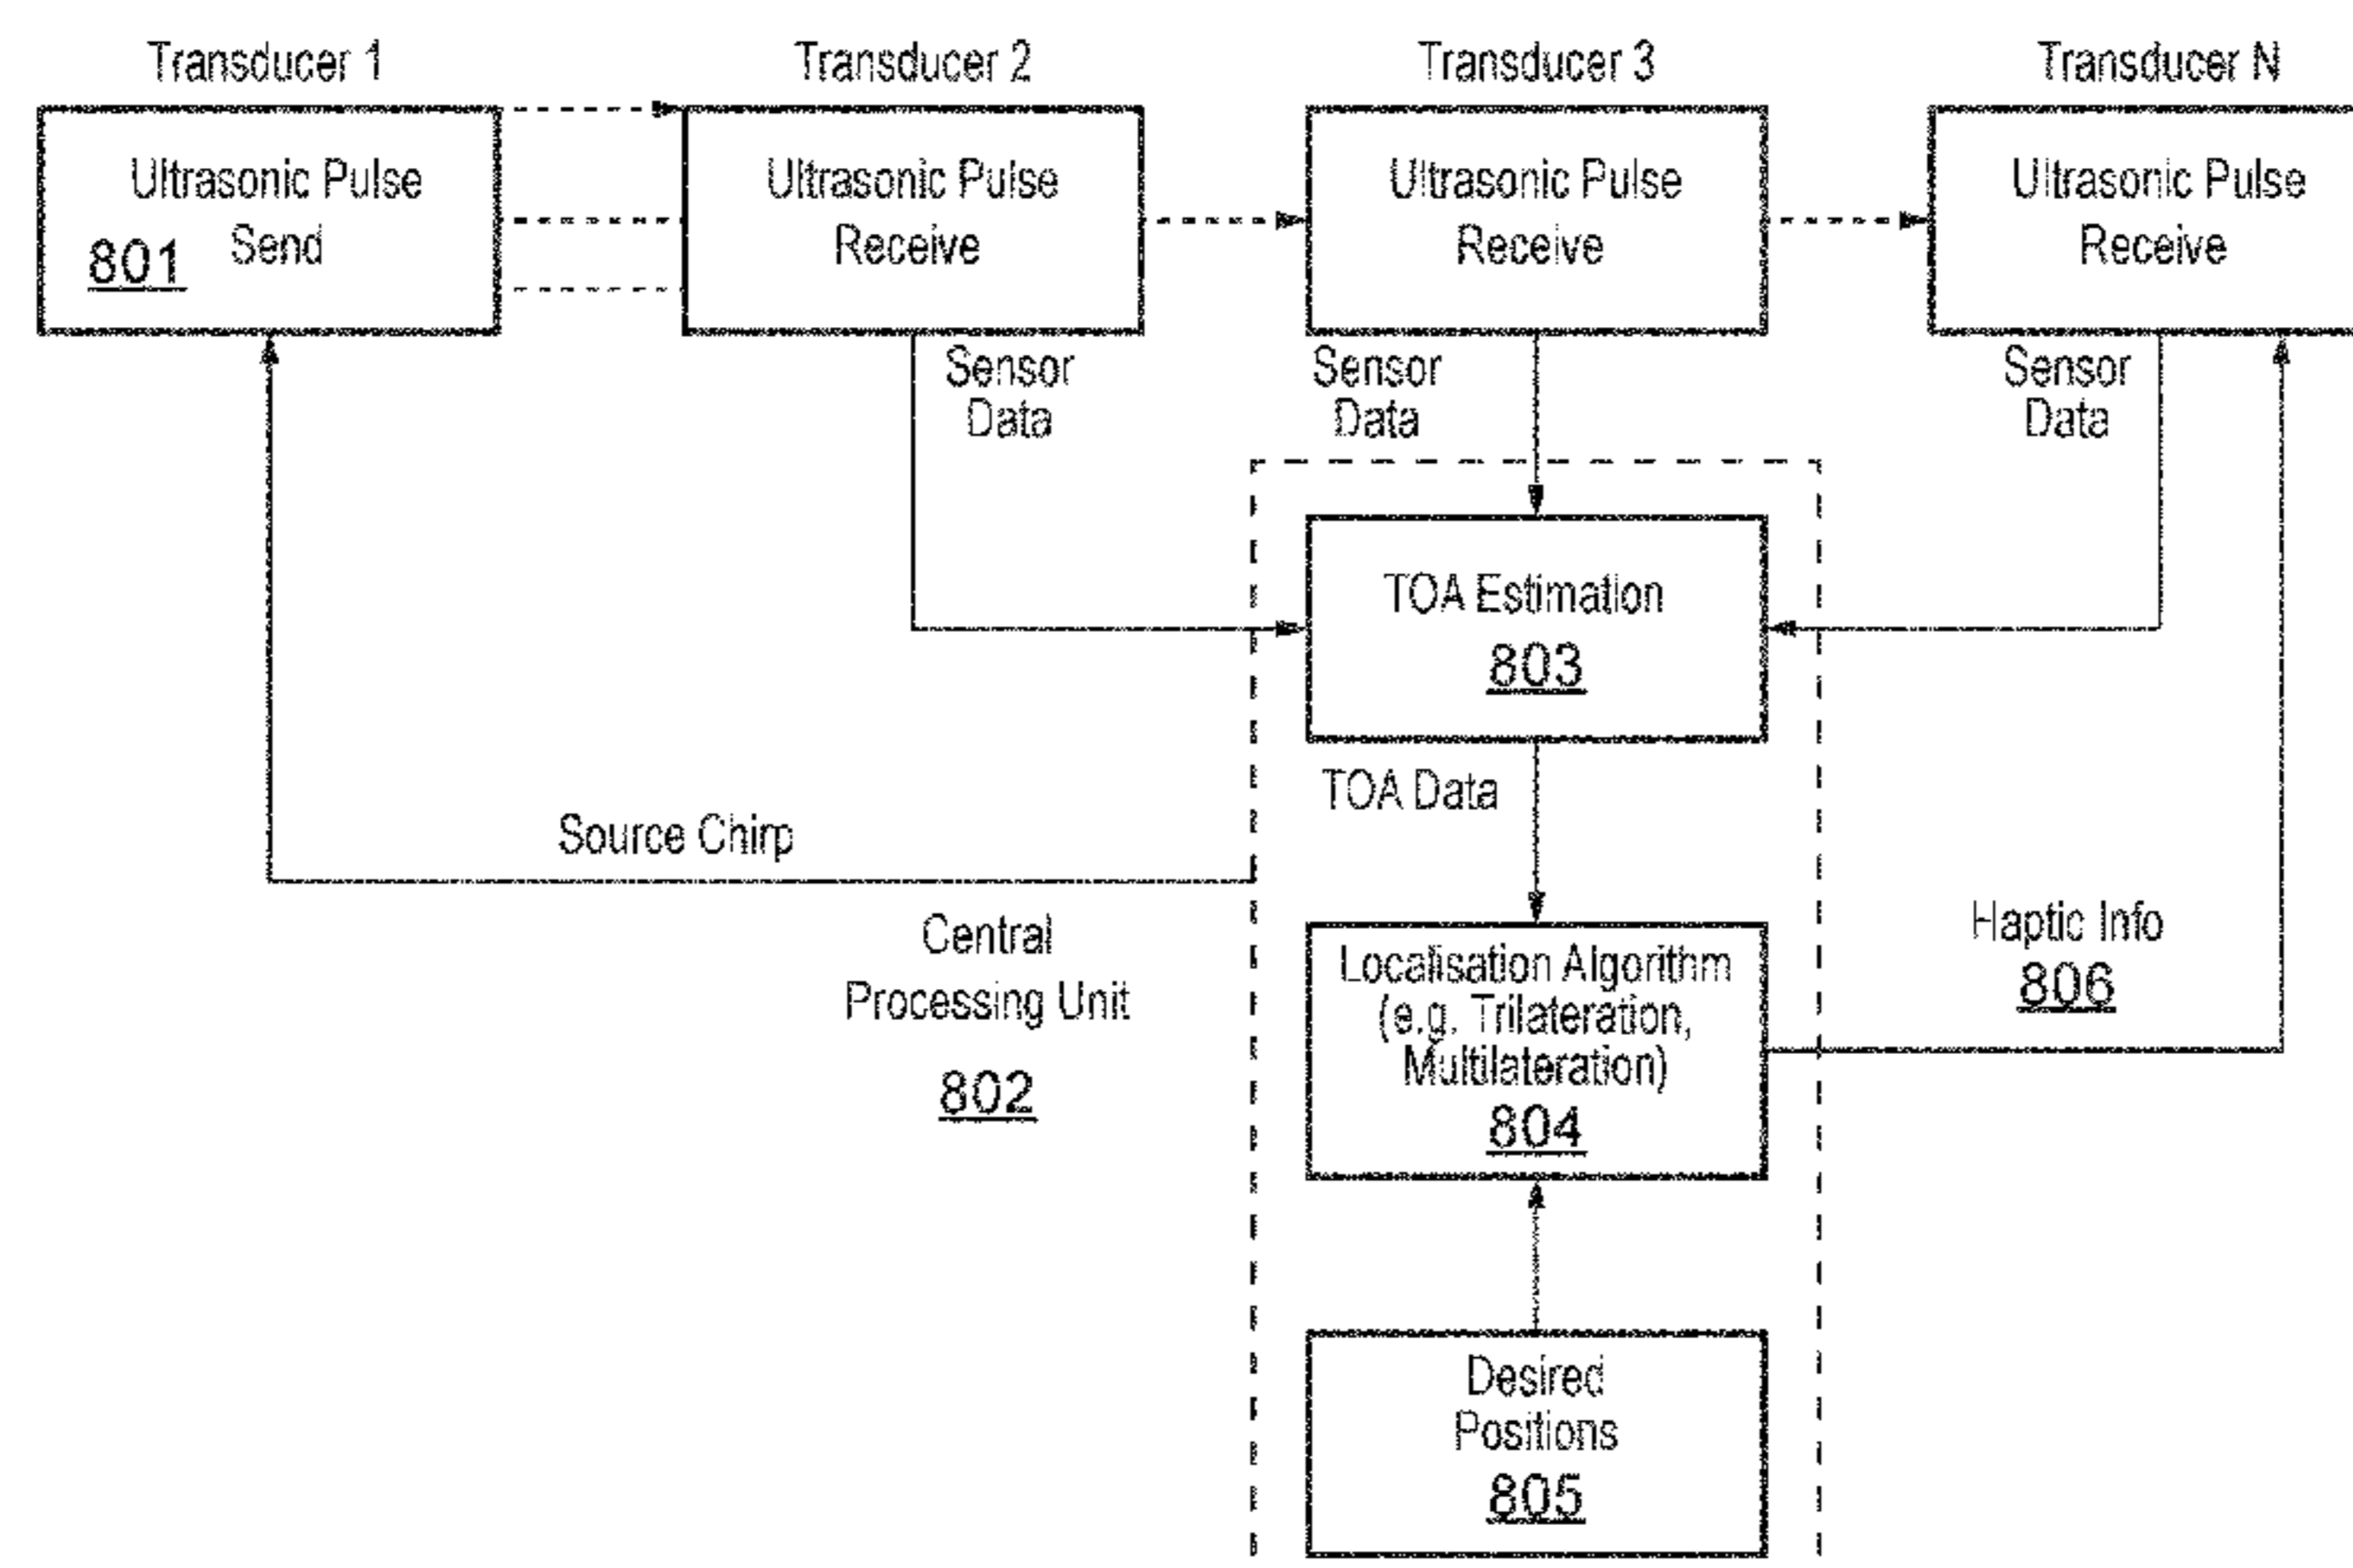 Transducer 1
Transducer 2
Transducer 3
Transducer N
Ultrasonic Pulse
Send
801
Ultrasonic Pulse
Receive
Ultrasonic Pulse
Receive
Ultrasonic Pulse
Receive
Sensor
Data
Sensor
Data
Sensor
Data
TOA Estimation
803
TOA Data
Source Chirp
Central
Processing Unit
802
Localisation Algorithm
(e.g. Trilateration,
Multilateration)
804
Haptic Info
806
Desired
Positions
805